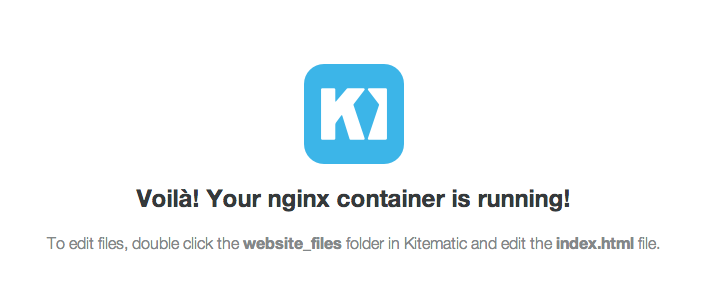 KI
Voilà! Your nginx container is running!
To edit files, double click the website_files folder in Kitematic and edit the index.html file.